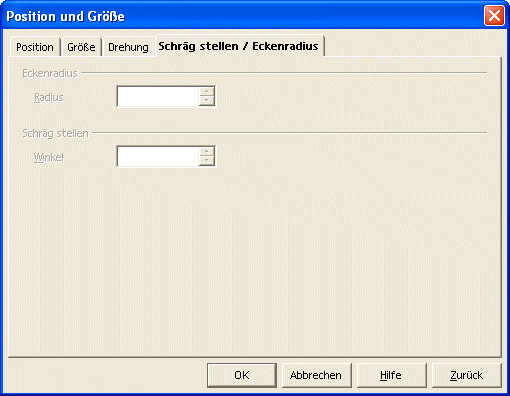 Position und Größe
Position Größe Drehung Schräg stellen / Eckenradius
Eckenradius
Radius
Schräg stellen
Winkel
OK Abbrechen Hilfe Zurück